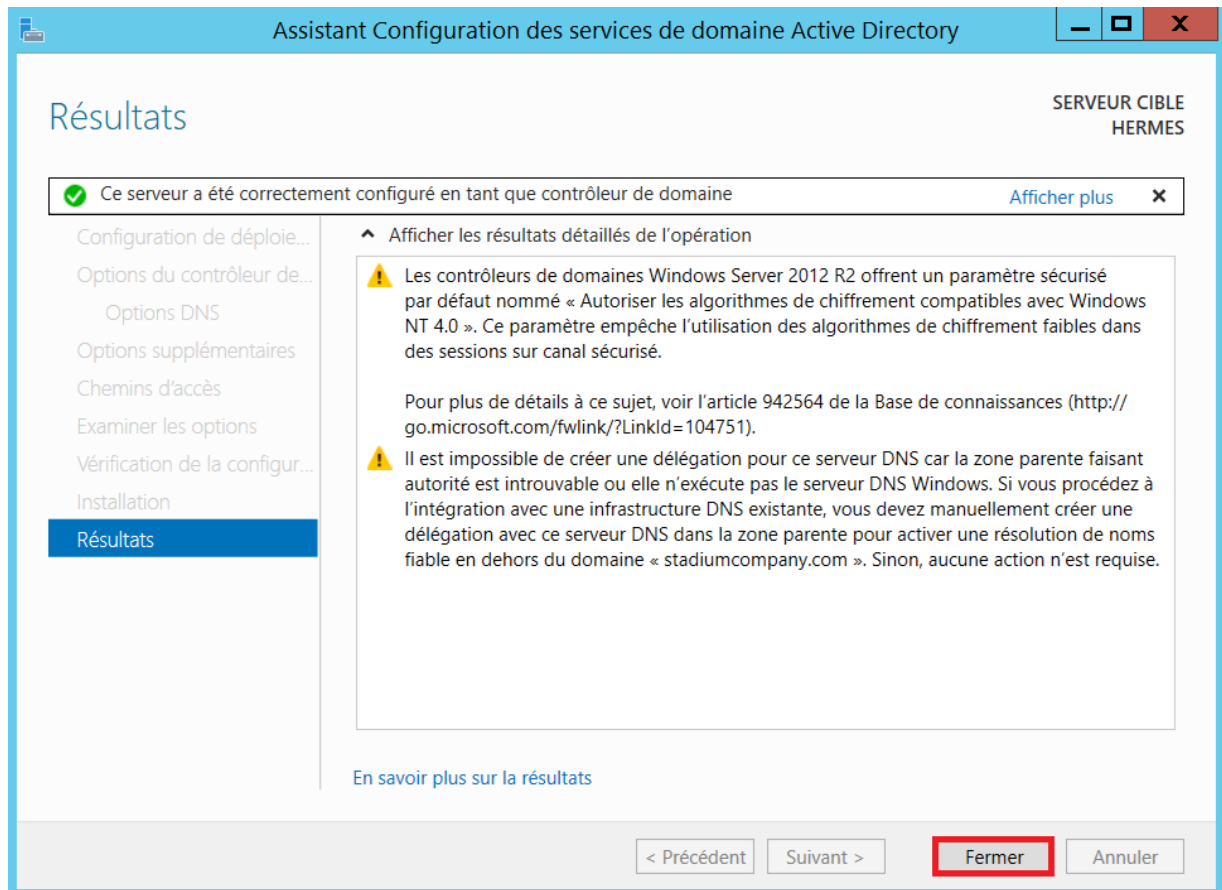 Assistant Configuration des services de domaine Active Directory
Résultats
SERVEUR CIBLE
HERMES
Ce serveur a été correctement configuré en tant que contrôleur de domaine
Afficher plus
Configuration de déploie...
Options du contrôleur de...
Options DNS
Options supplémentaires
Chemins d'accès
Examiner les options
Vérification de la configur...
Installation
Résultats
Afficher les résultats détaillés de l'opération
Les contrôleurs de domaines Windows Server 2012 R2 offrent un paramètre sécurisé
par défaut nommé « Autoriser les algorithmes de chiffrement compatibles avec Windows
NT 4.0 ». Ce paramètre empêche l'utilisation des algorithmes de chiffrement faibles dans
des sessions sur canal sécurisé.
Pour plus de détails à ce sujet, voir l'article 942564 de la Base de connaissances (http://
go.microsoft.com/fwlink/?LinkId=104751).
Il est impossible de créer une délégation pour ce serveur DNS car la zone parente faisant
autorité est introuvable ou elle n'exécute pas le serveur DNS Windows. Si vous procédez à
l'intégration avec une infrastructure DNS existante, vous devez manuellement créer une
délégation avec ce serveur DNS dans la zone parente pour activer une résolution de noms
fiable en dehors du domaine « stadiumcompany.com ». Sinon, aucune action n'est requise.
En savoir plus sur la résultats
< Précédent
Suivant >
Fermer
Annuler